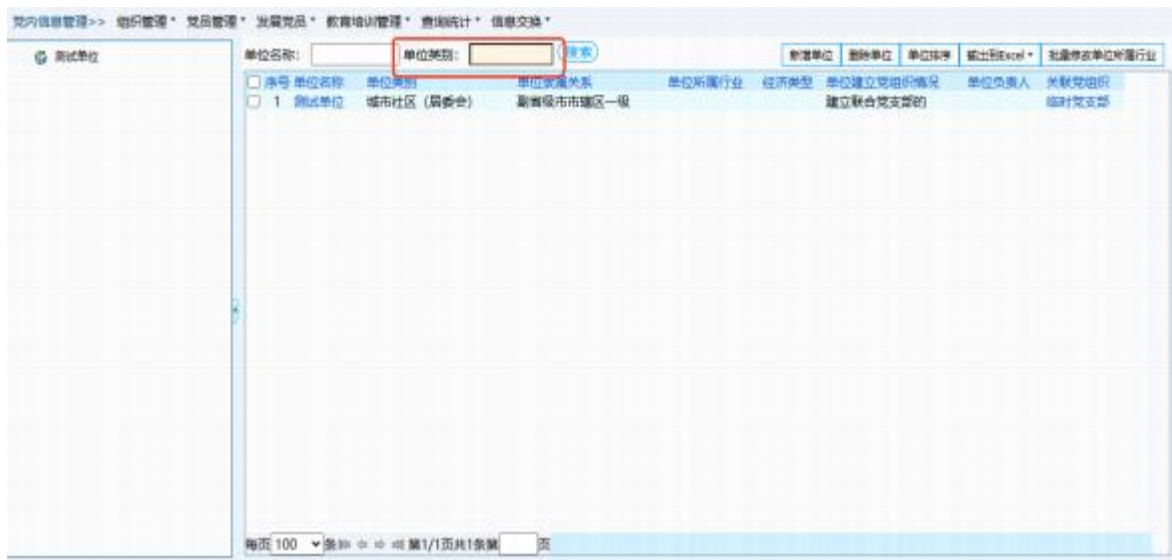 党内信息管理>> 组织管理 党员管理 发展党员 教育培训管理 查询统计 信息交换
测试单位
单位名称： 单位类别： 搜索 新增单位 删除单位 单位排序 输出到Excel 批量修改单位所属行业
序号 单位名称 单位类别 单位隶属关系 单位所属行业 经济类型 单位建立党组织情况 单位负责人 关联党组织
1 测试单位 城市社区（居委会） 副省级市市辖区一级 建立联合党支部的 临时党支部
每页 100 条 第1/1页共1条第 页